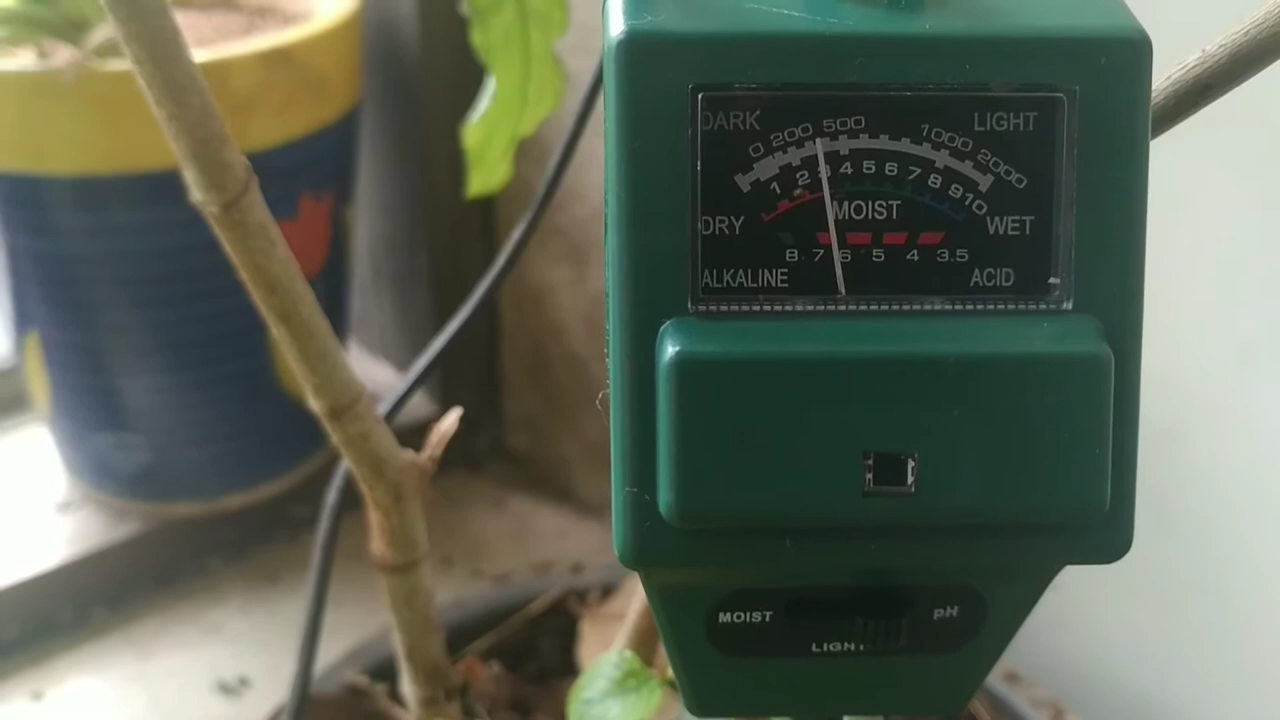 DARK LIGHT
0 200 500 1000 2000
1 2 3 4 5 6 7 8 9 10
DRY MOIST WET
8 7 6 5 4 3.5
ALKALINE ACID
MOIST pH
LIGHT